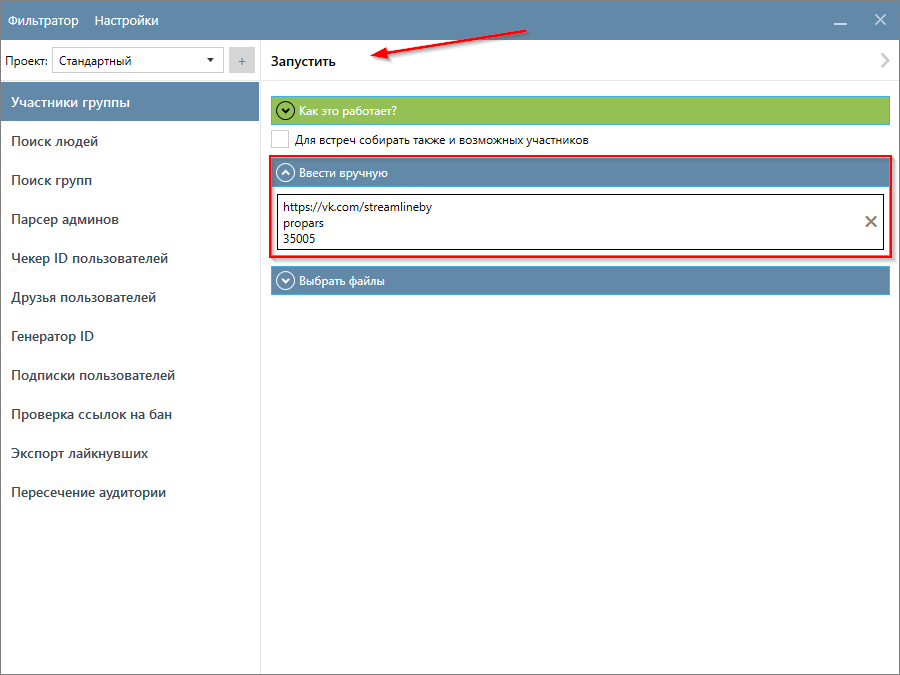 Фильтратор Настройки
Проект: Стандартный +
Запустить
Участники группы
Поиск людей
Поиск групп
Парсер админов
Чекер ID пользователей
Друзья пользователей
Генератор ID
Подписки пользователей
Проверка ссылок на бан
Экспорт лайкнувших
Пересечение аудитории
Как это работает?
Для встреч собирать также и возможных участников
Ввести вручную
https://vk.com/streamlineby
propars
35005
Выбрать файлы